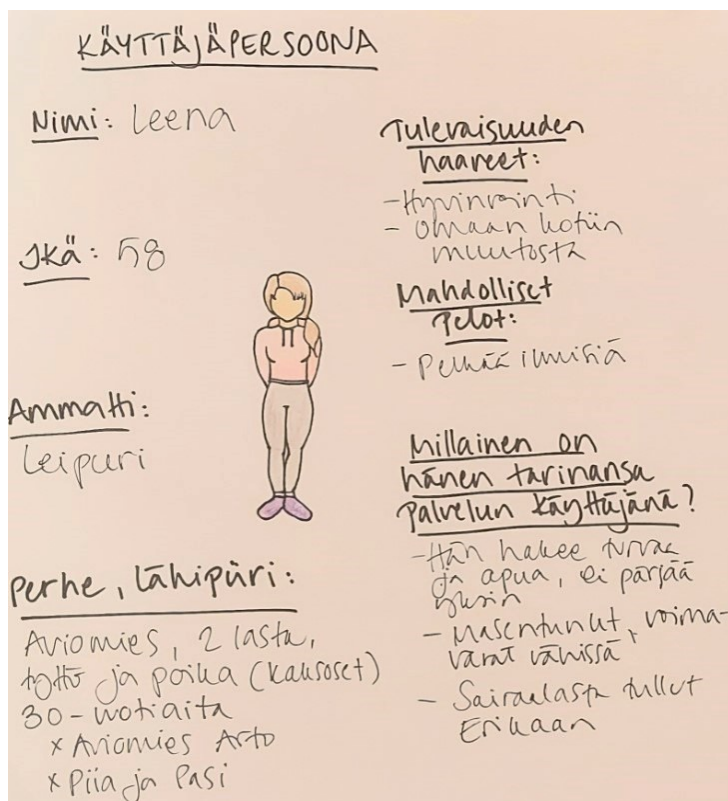 KÄYTTÄJÄPERSOONA
Nimi: Leena
Ikä: 58
Ammatti:
Leipuri
Perhe, lähipiiri:
Aviomies, 2 lasta,
tyttö ja poika (kaksoset)
30-vuotiaita
x Aviomies Arto
x Piia ja Pasi
Tulevaisuuden
haaveet:
- Hyvinvointi
- Omaan kotiin
muutosta
Mahdolliset
pelot:
- Pelkää ihmisiä
Millainen on
hänen tarinansa
palvelun käyttäjänä?
- Hän hakee turvaa
ja apua, ei pärjää
yksin
- Masentunut, voima-
varat vähissä
- Sairaalasta tullut
Erikaan